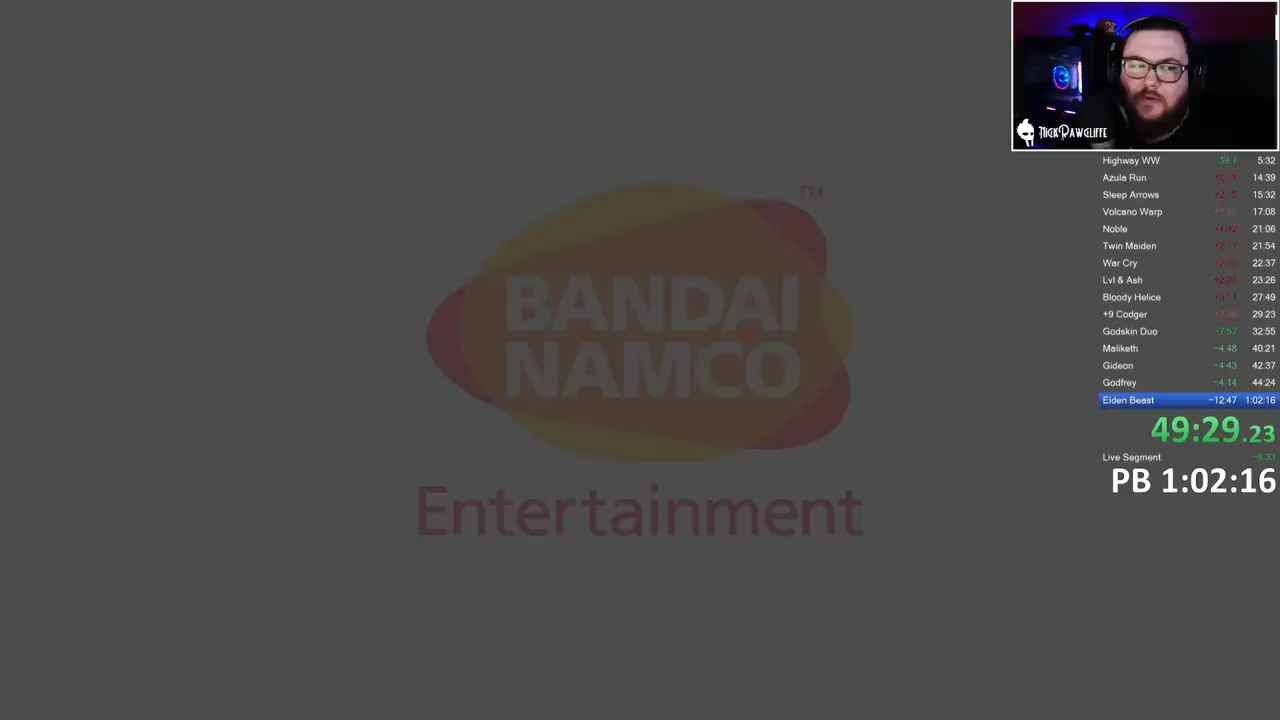 TM
BANDAI
NAMCO
Entertainment
NickRawcliffe
Highway WW 5:32
Azula Run 14:39
Sleep Arrows 15:32
Volcano Warp 17:08
Noble 21:06
Twin Maiden 21:54
War Cry 22:37
Lvl & Ash 23:26
Bloody Helice 27:49
+9 Codger 29:23
Godskin Duo −7:57 32:55
Maliketh −4:48 40:21
Gideon −4:43 42:37
Godfrey −4:14 44:24
Elden Beast −12:47 1:02:16
49:29.23
Live Segment −8:33
PB 1:02:16